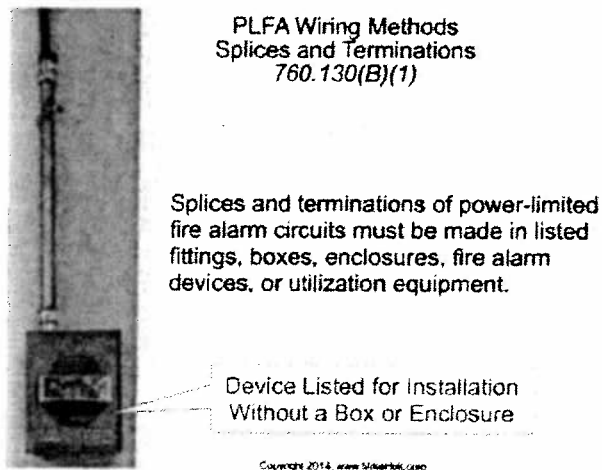 PLFA Wiring Methods
Splices and Terminations
760.130(B)(1)
Splices and terminations of power-limited
fire alarm circuits must be made in listed
fittings, boxes, enclosures, fire alarm
devices, or utilization equipment.
Device Listed for Installation
Without a Box or Enclosure
Copyright 2014, www.